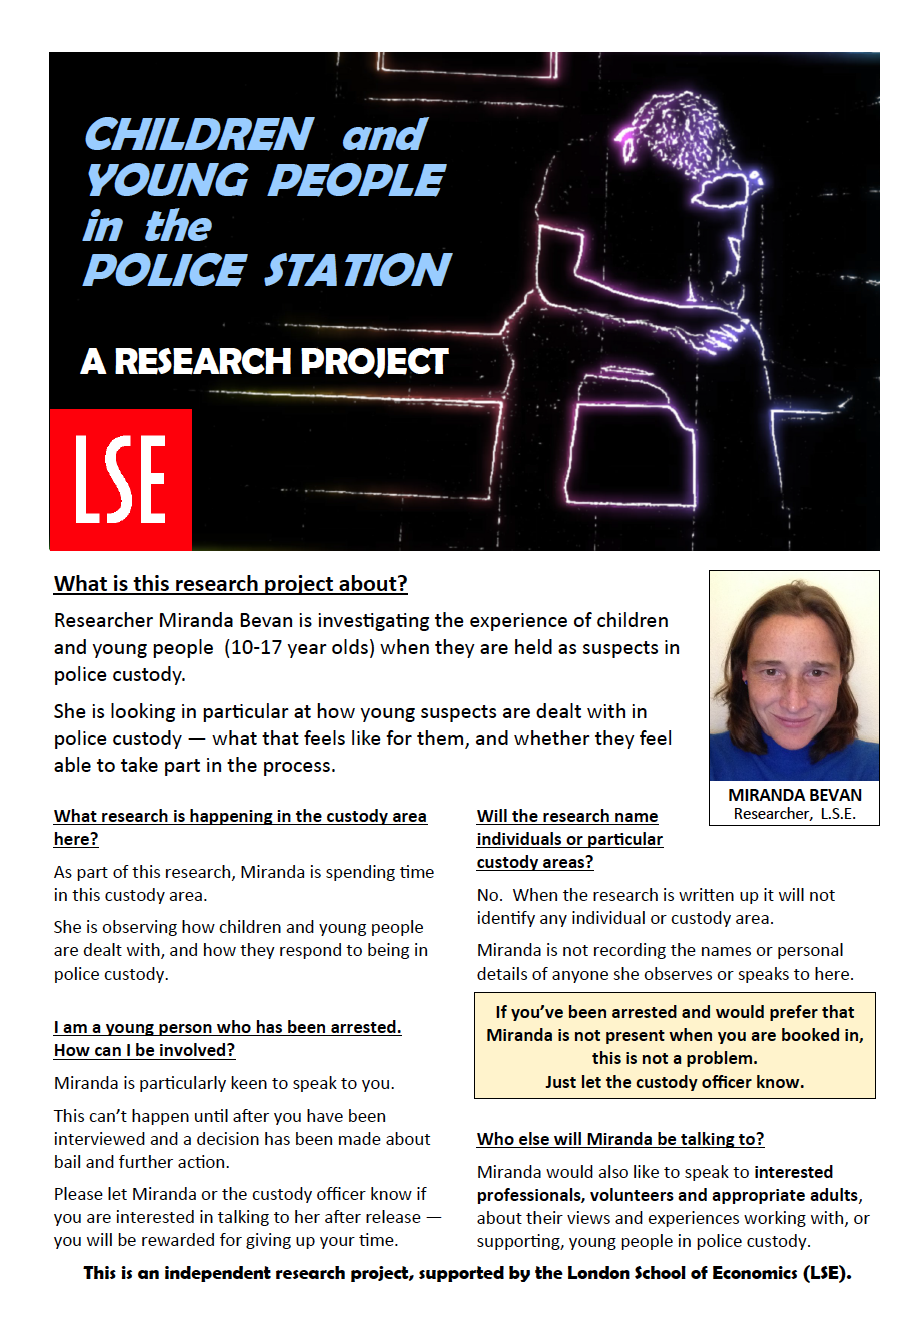 CHILDREN and
YOUNG PEOPLE
in the
POLICE STATION
A RESEARCH PROJECT
LSE
What is this research project about?
Researcher Miranda Bevan is investigating the experience of children
and young people (10-17 year olds) when they are held as suspects in
police custody.
She is looking in particular at how young suspects are dealt with in
police custody — what that feels like for them, and whether they feel
able to take part in the process.
MIRANDA BEVAN
Researcher, L.S.E.
What research is happening in the custody area
here?
As part of this research, Miranda is spending time
in this custody area.
She is observing how children and young people
are dealt with, and how they respond to being in
police custody.
I am a young person who has been arrested.
How can I be involved?
Miranda is particularly keen to speak to you.
This can’t happen until after you have been
interviewed and a decision has been made about
bail and further action.
Please let Miranda or the custody officer know if
you are interested in talking to her after release —
you will be rewarded for giving up your time.
Will the research name
individuals or particular
custody areas?
No. When the research is written up it will not
identify any individual or custody area.
Miranda is not recording the names or personal
details of anyone she observes or speaks to here.
If you’ve been arrested and would prefer that
Miranda is not present when you are booked in,
this is not a problem.
Just let the custody officer know.
Who else will Miranda be talking to?
Miranda would also like to speak to interested
professionals, volunteers and appropriate adults,
about their views and experiences working with, or
supporting, young people in police custody.
This is an independent research project, supported by the London School of Economics (LSE).